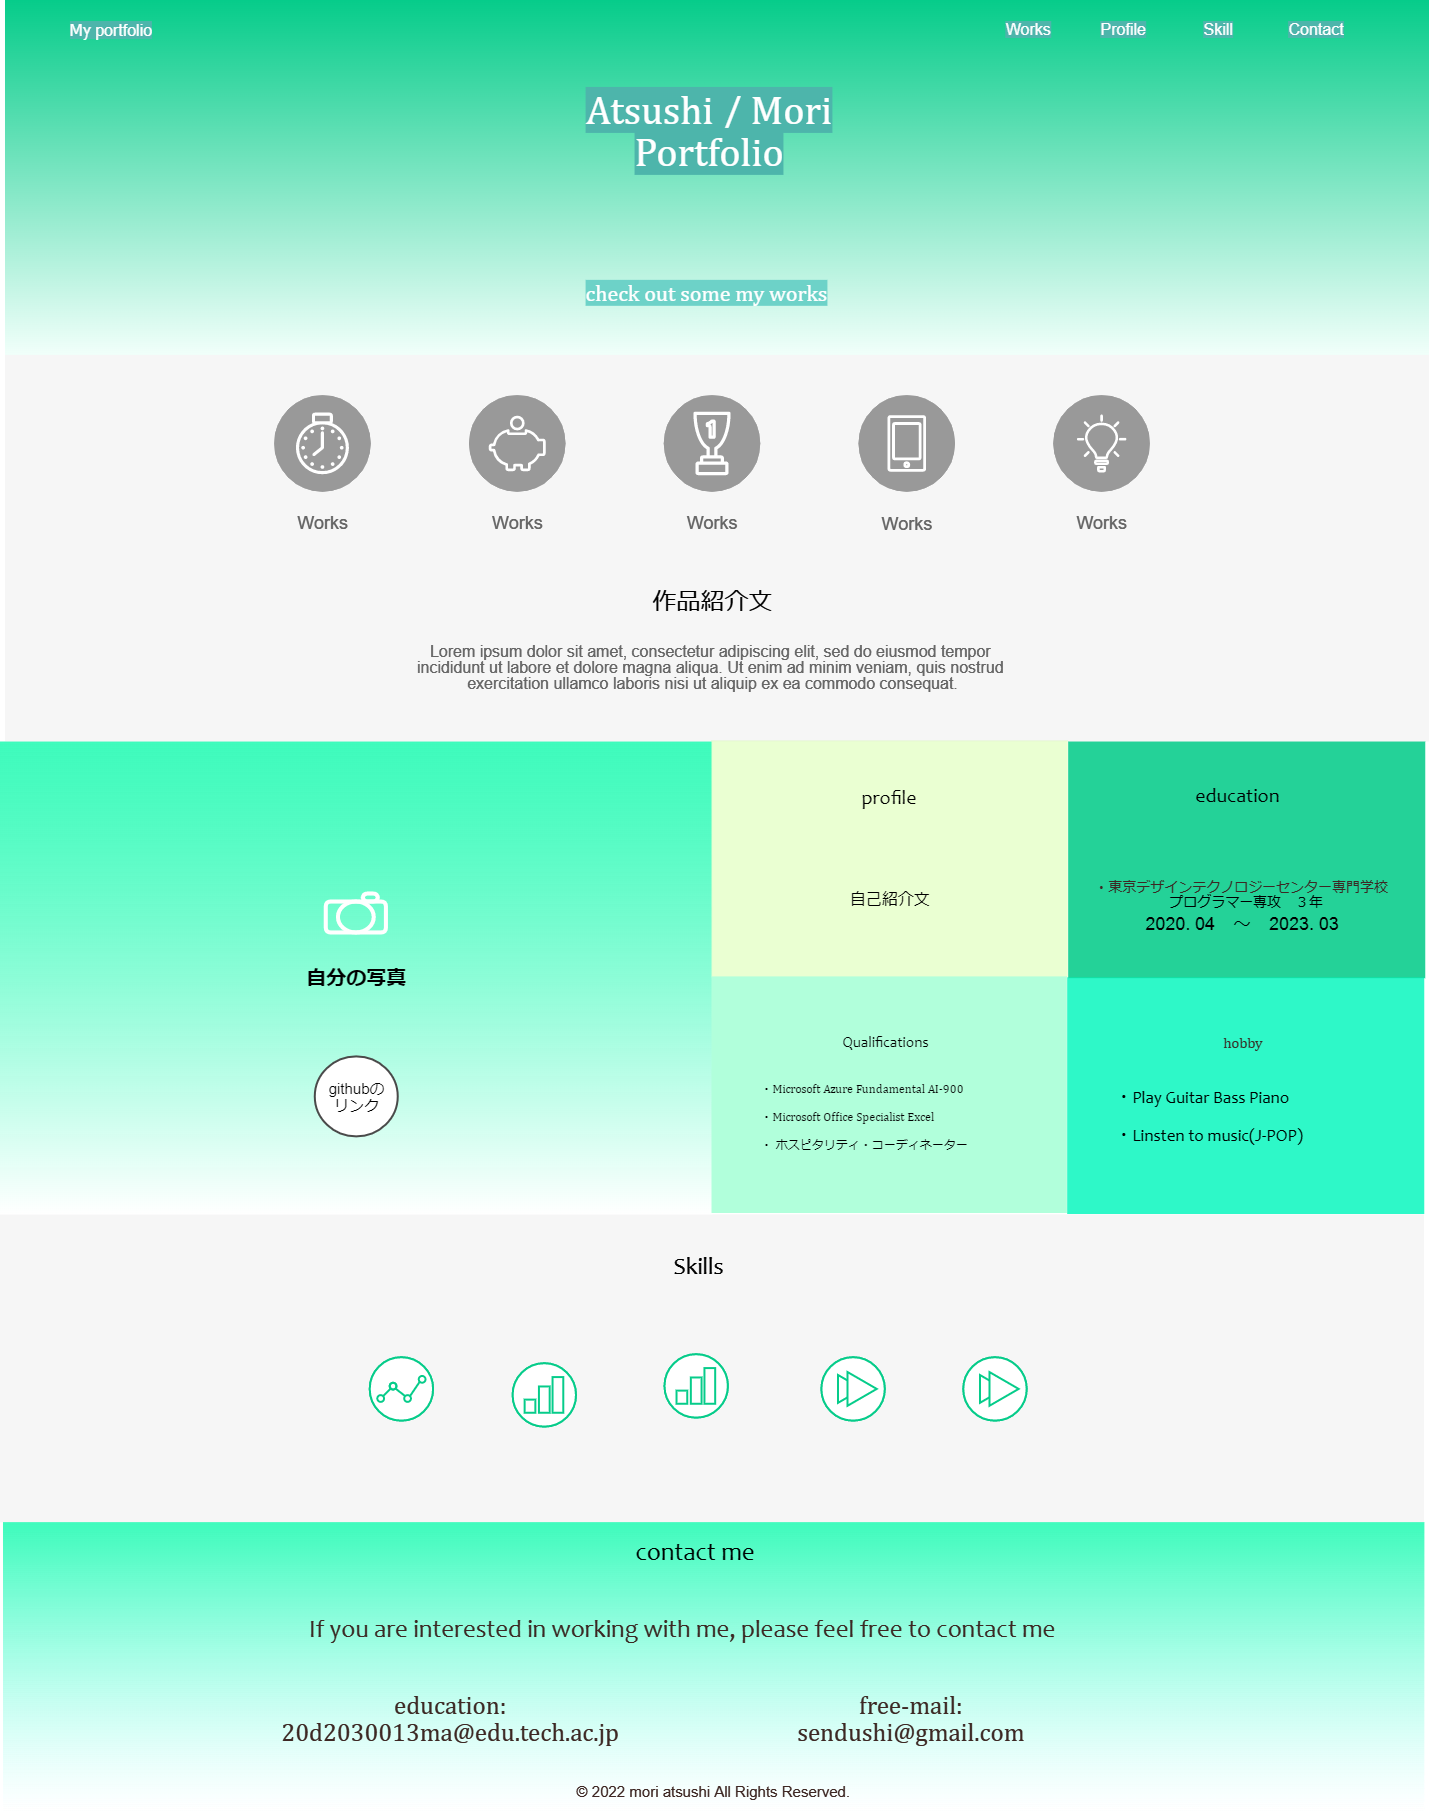 My portfolio
Works
Profile
Skill
Contact
Atsushi / Mori
Portfolio
check out some my works
1
Works
Works
Works
Works
Works
作品紹介文
Lorem ipsum dolor sit amet, consectetur adipiscing elit, sed do eiusmod tempor
incididunt ut labore et dolore magna aliqua. Ut enim ad minim veniam, quis nostrud
exercitation ullamco laboris nisi ut aliquip ex ea commodo consequat.
自分の写真
githubの
リンク
profile
自己紹介文
education
・東京デザインテクノロジーセンター専門学校
プログラマー専攻　３年
2020. 04　～　2023. 03
Qualifications
・Microsoft Azure Fundamental AI-900
・Microsoft Office Specialist Excel
・ ホスピタリティ・コーディネーター
hobby
・Play Guitar Bass Piano
・Linsten to music(J-POP)
Skills
contact me
If you are interested in working with me, please feel free to contact me
education:
20d2030013ma@edu.tech.ac.jp
free-mail:
sendushi@gmail.com
© 2022 mori atsushi All Rights Reserved.